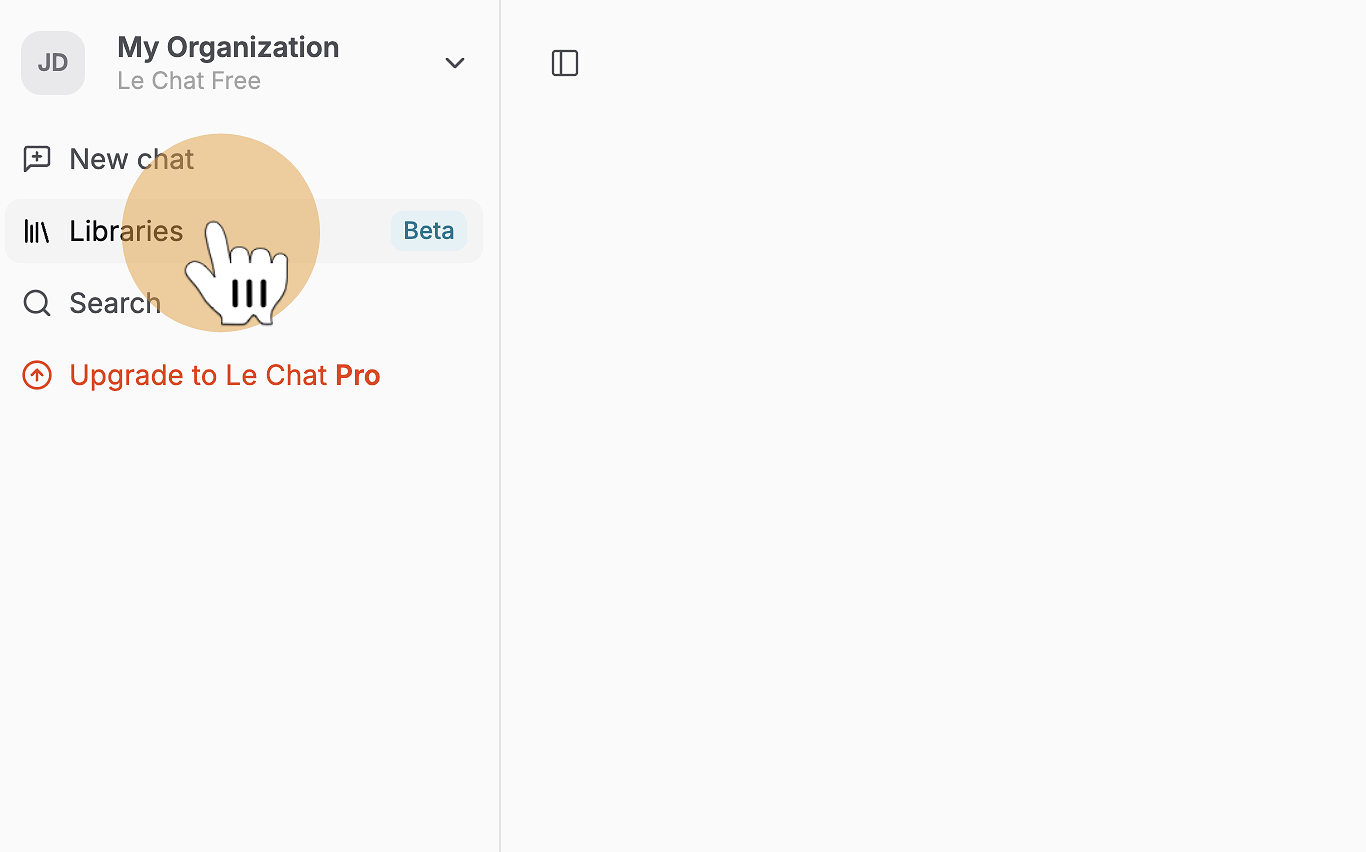 JD
My Organization
Le Chat Free
New chat
Libraries
Beta
Search
Upgrade to Le Chat Pro